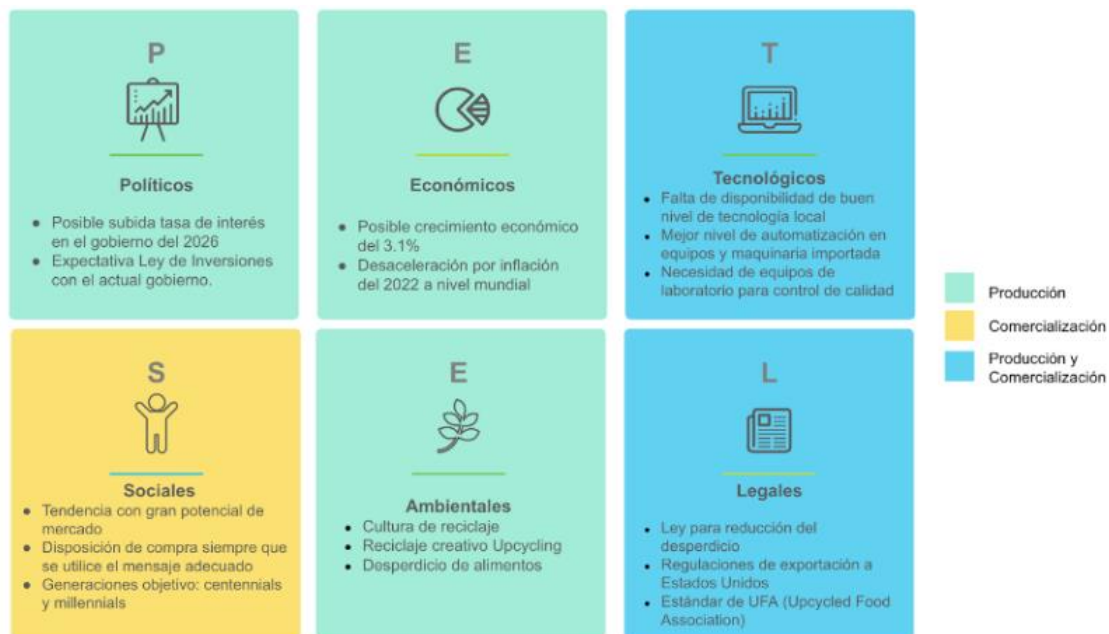 P
Políticos
● Posible subida tasa de interés
en el gobierno del 2026
● Expectativa Ley de Inversiones
con el actual gobierno.
E
Económicos
● Posible crecimiento económico
del 3.1%
● Desaceleración por inflación
del 2022 a nivel mundial
T
Tecnológicos
● Falta de disponibilidad de buen
nivel de tecnología local
● Mejor nivel de automatización en
equipos y maquinaria importada
● Necesidad de equipos de
laboratorio para control de calidad
S
Sociales
● Tendencia con gran potencial de
mercado
● Disposición de compra siempre que
se utilice el mensaje adecuado
● Generaciones objetivo: centennials
y millennials
E
Ambientales
● Cultura de reciclaje
● Reciclaje creativo Upcycling
● Desperdicio de alimentos
L
Legales
● Ley para reducción del
desperdicio
● Regulaciones de exportación a
Estados Unidos
● Estándar de UFA (Upcycled Food
Association)
Producción
Comercialización
Producción y
Comercialización